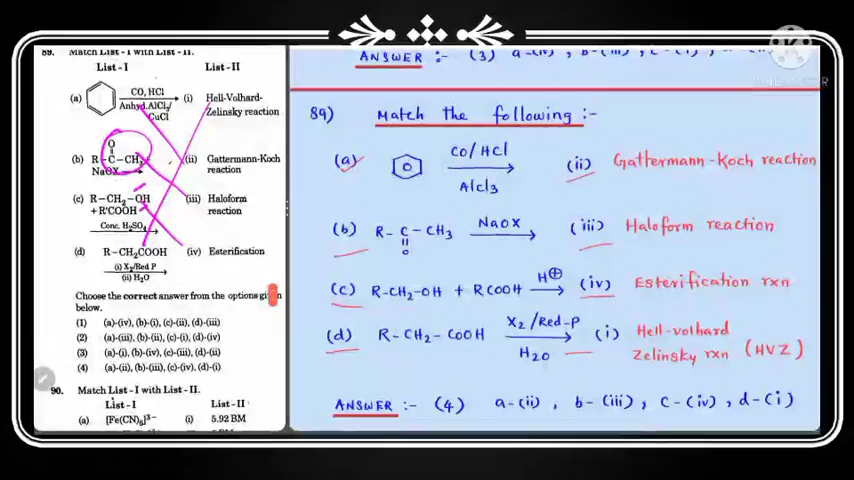 89. Match List-I with List-II.
List-I List-II
(a) CO, HCl (i) Hell-Volhard-
Anhyd.AlCl3/ Zelinsky reaction
CuCl
O
(b) R-C-CH3 (ii) Gattermann-Koch
NaOX reaction
(c) R-CH2-OH (iii) Haloform
+ R'COOH reaction
Conc. H2SO4
(d) R-CH2COOH (iv) Esterification
(i) X2/Red P
(ii) H2O
Choose the correct answer from the options given
below.
(1) (a)-(iv), (b)-(i), (c)-(ii), (d)-(iii)
(2) (a)-(iii), (b)-(ii), (c)-(i), (d)-(iv)
(3) (a)-(i), (b)-(iv), (c)-(iii), (d)-(ii)
(4) (a)-(ii), (b)-(iii), (c)-(iv), (d)-(i)
90. Match List-I with List-II.
List-I List-II
(a) [Fe(CN)6]3- (i) 5.92 BM
ANSWER :- (3) a-(iv), b-(iii), c-(i),
89) Match the following :-
(a) CO/HCl (ii) Gattermann-Koch reaction
AlCl3
(b) R-C-CH3 NaOX (iii) Haloform reaction
O
(c) R-CH2-OH + RCOOH H⊕ (iv) Esterification rxn
(d) R-CH2-COOH X2/Red-P (i) Hell-volhard
H2O Zelinsky rxn (HVZ)
ANSWER :- (4) a-(ii), b-(iii), c-(iv), d-(i)